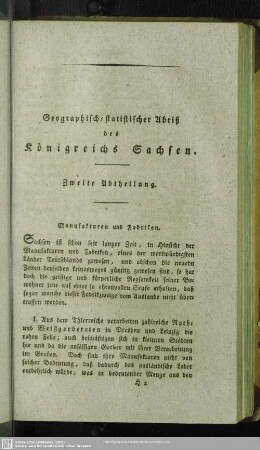 Geographisch-statistischer Abriß
des
Königreichs Sachsen.
Zweite Abtheilung.
Manufakturen und Fabriken.
Sachsen ist schon seit langer Zeit, in Hinsicht der
Manufakturen und Fabriken, eines der merkwürdigsten
Länder Teutschlands gewesen, und obschon die neuern
Zeiten denselben keinesweges günstig gewesen sind, so hat
doch die geistige und körperliche Regsamkeit seiner Be-
wohner jene auf einer so ehrenvollen Stufe erhalten, daß
sogar manche dieser Fabrikzweige vom Auslande nicht über-
troffen werden.
1. Aus dem Thierreiche verarbeiten zahlreiche Roth-
und Weißgerbereien in Dresden und Leipzig die
rohen Felle; auch beschäftigen sich in kleinern Städten
hie und da die ansässigen Gerber mit ihrer Verarbeitung
im Großen. Doch sind ihre Manufakturen nicht von
solcher Bedeutung, daß dadurch das ausländische Leder
entbehrlich würde, was in bedeutender Menge aus den
H 2